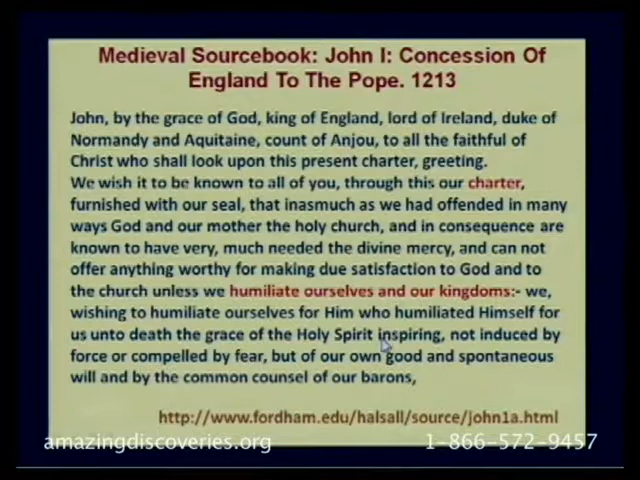 Medieval Sourcebook: John I: Concession Of
England To The Pope. 1213
John, by the grace of God, king of England, lord of Ireland, duke of
Normandy and Aquitaine, count of Anjou, to all the faithful of
Christ who shall look upon this present charter, greeting.
We wish it to be known to all of you, through this our charter,
furnished with our seal, that inasmuch as we had offended in many
ways God and our mother the holy church, and in consequence are
known to have very, much needed the divine mercy, and can not
offer anything worthy for making due satisfaction to God and to
the church unless we humiliate ourselves and our kingdoms:- we,
wishing to humiliate ourselves for Him who humiliated Himself for
us unto death the grace of the Holy Spirit inspiring, not induced by
force or compelled by fear, but of our own good and spontaneous
will and by the common counsel of our barons,
http://www.fordham.edu/halsall/source/john1a.html
amazingdiscoveries.org 1-866-572-9457